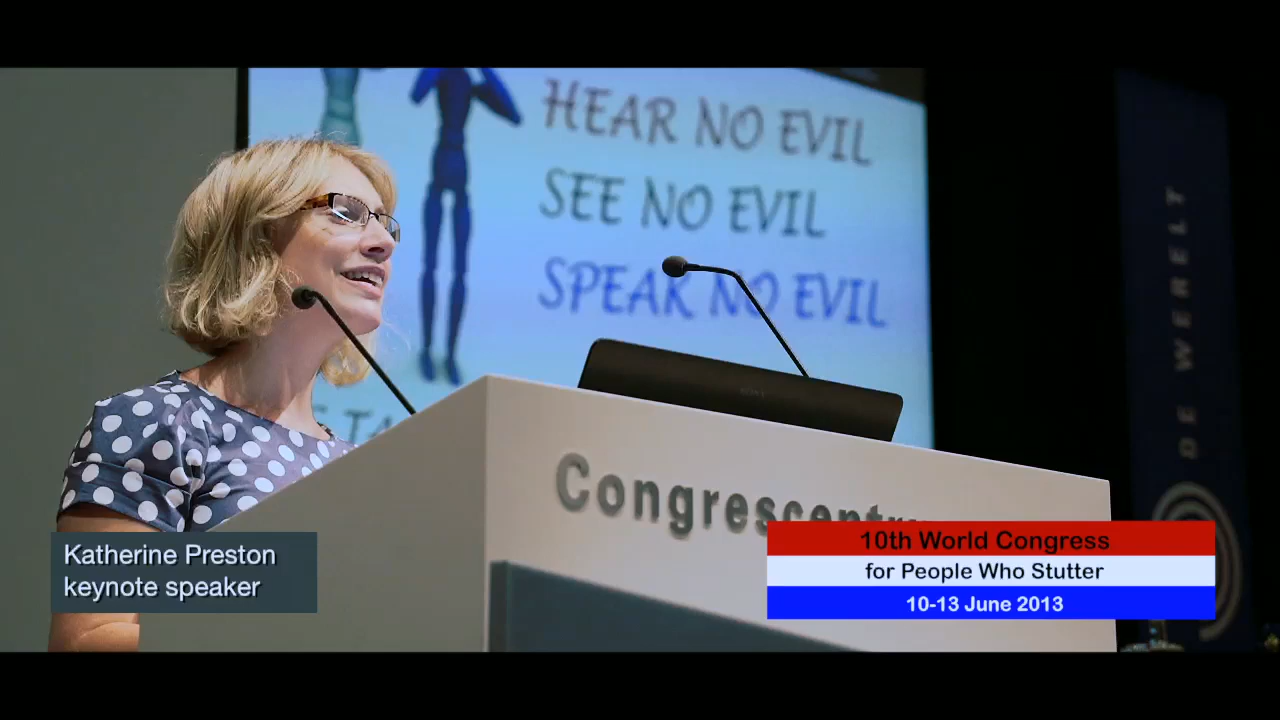 HEAR NO EVIL
SEE NO EVIL
SPEAK NO EVIL
DE WERELT
Katherine Preston
keynote speaker
10th World Congress
for People Who Stutter
10-13 June 2013